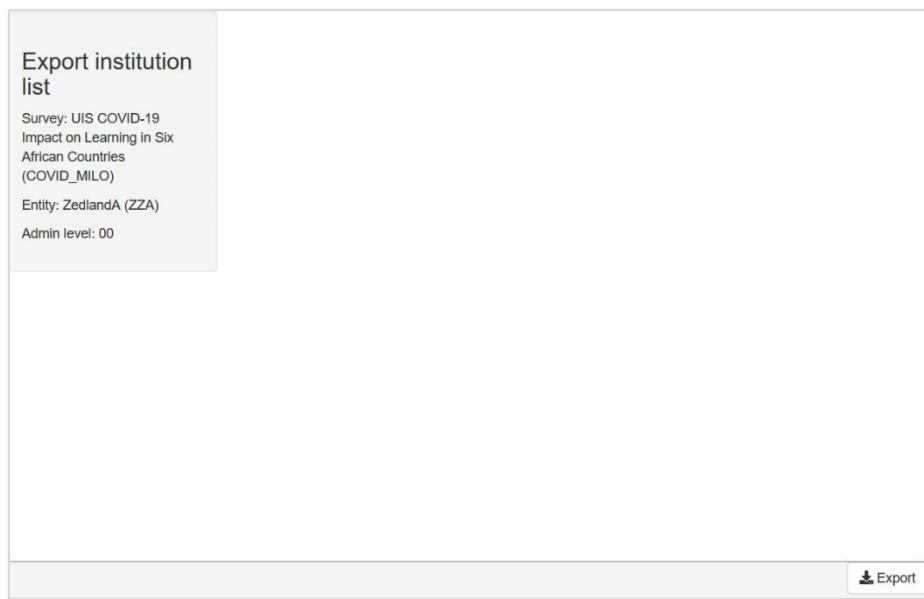 Export institution
list
Survey: UIS COVID-19
Impact on Learning in Six
African Countries
(COVID_MILO)
Entity: ZedlandA (ZZA)
Admin level: 00
Export